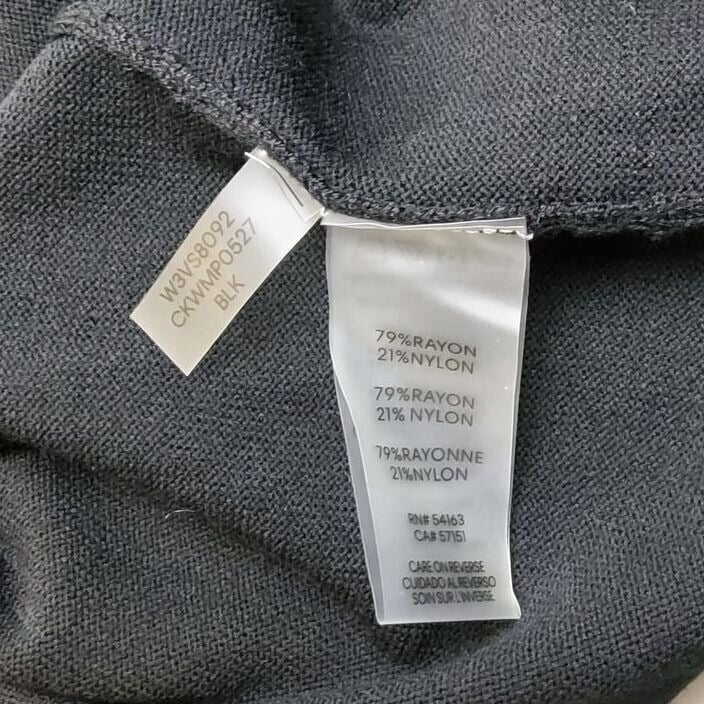 W3VS8092
CKWMP0527
BLK
79%RAYON
21%NYLON
79%RAYON
21% NYLON
79%RAYONNE
21%NYLON
RN# 54163
CA# 57151
CARE ON REVERSE
CUIDADO AL REVERSO
SOIN SUR L'INVERSE